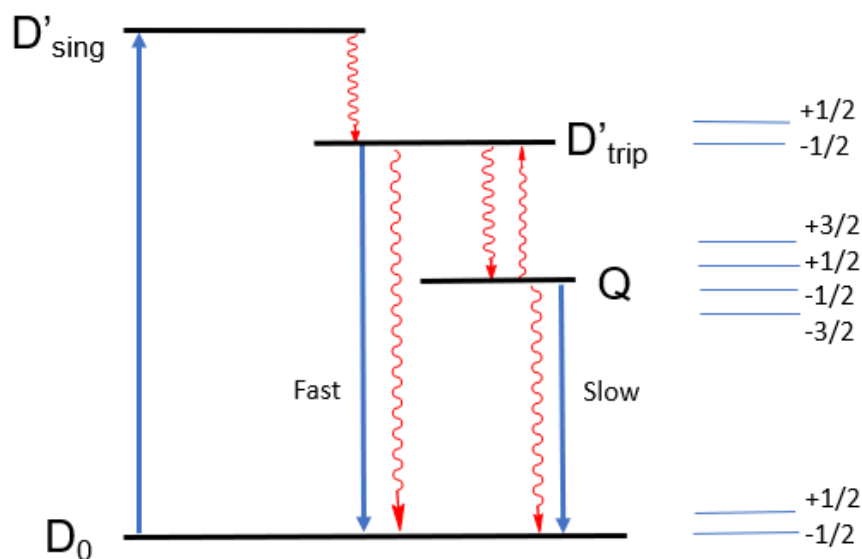 D'sing
+1/2
D'trip
-1/2
+3/2
+1/2
Q
-1/2
-3/2
Fast
Slow
+1/2
D0
-1/2